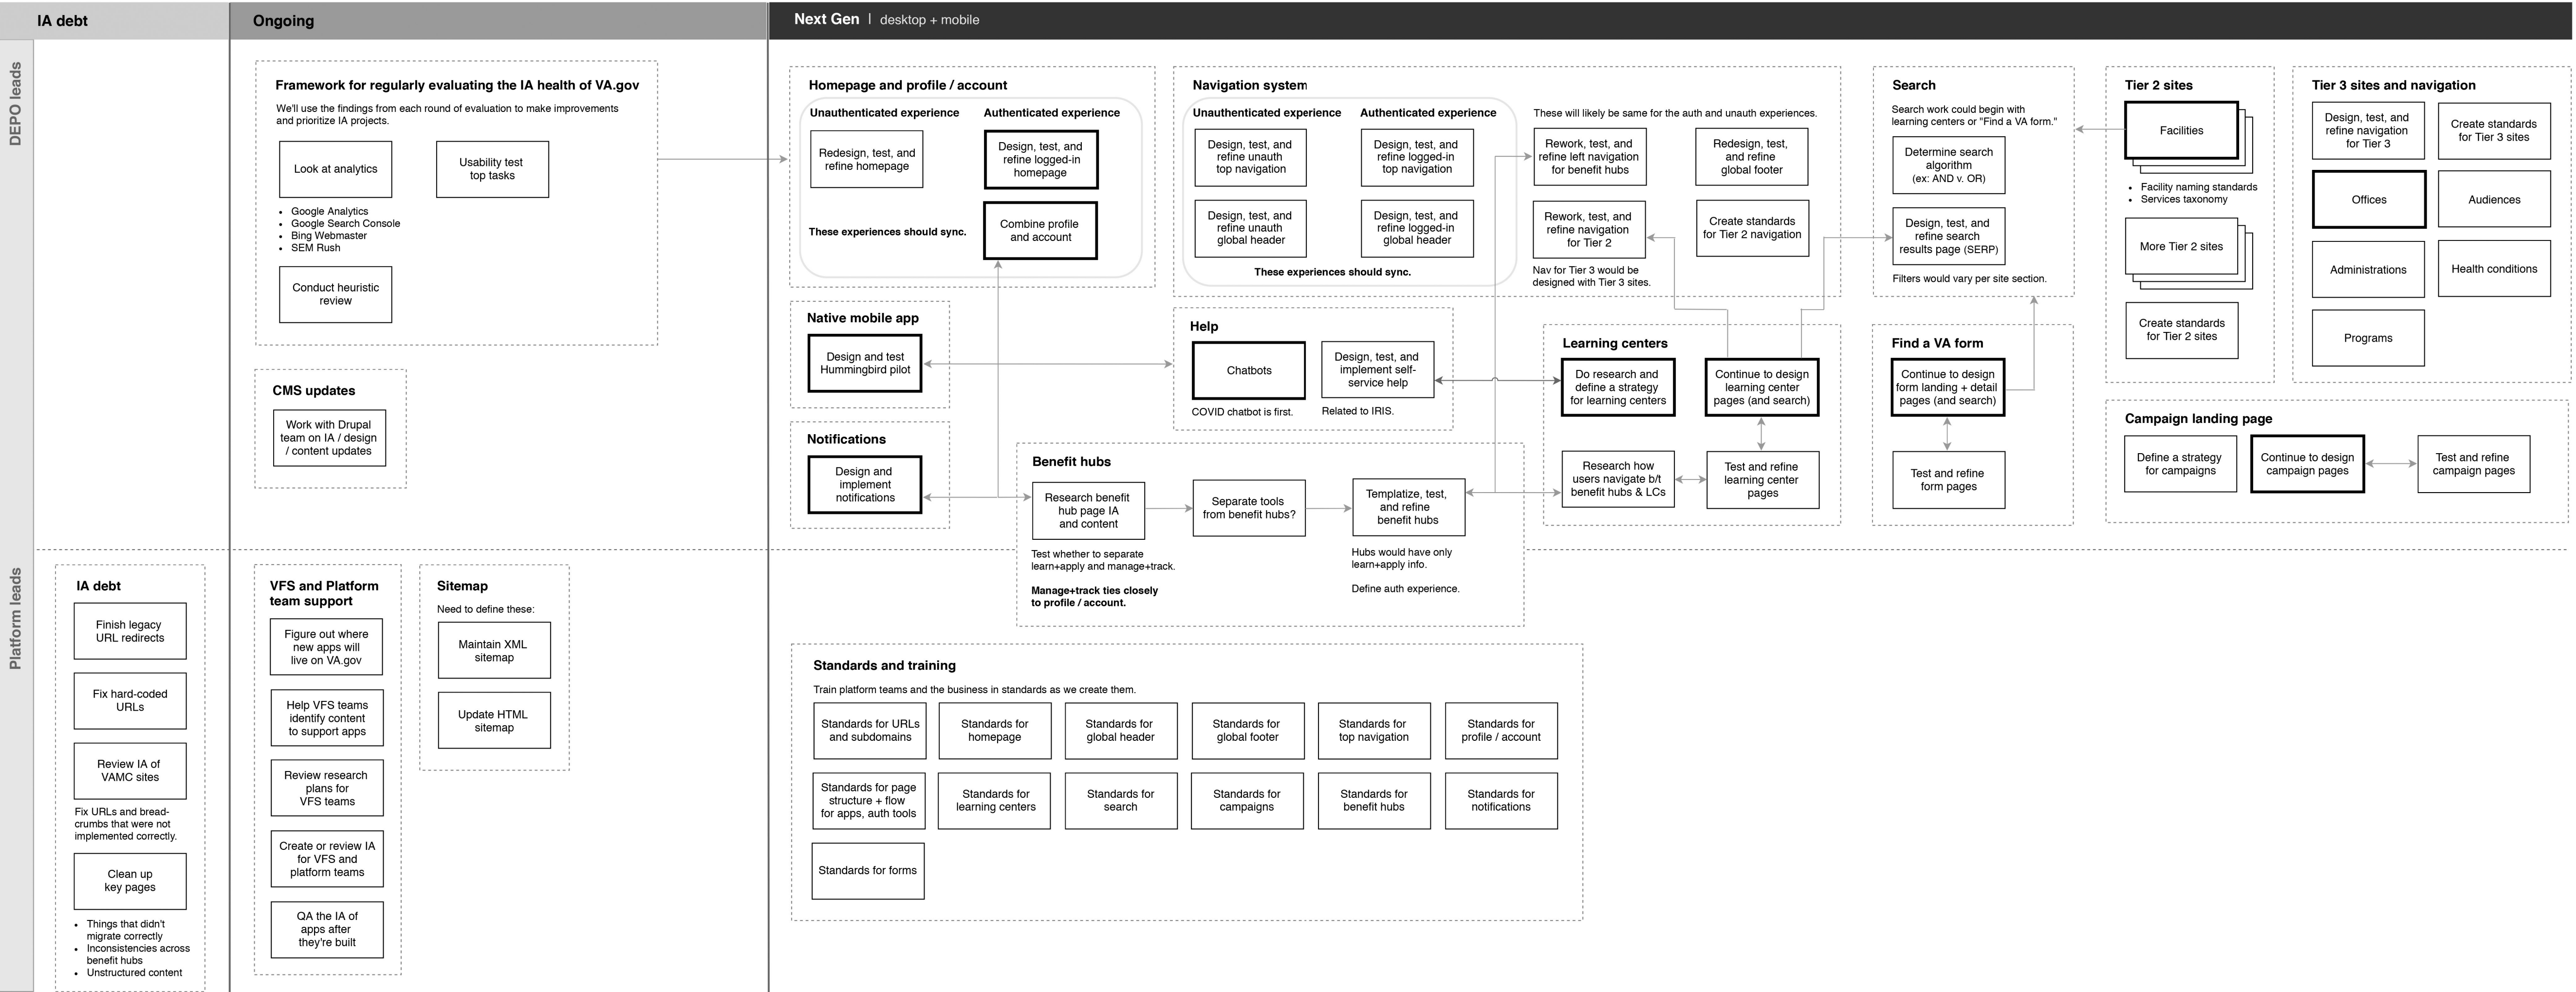 IA debt
Ongoing
Next Gen | desktop + mobile
DEPO leads
Platform leads
Framework for regularly evaluating the IA health of VA.gov
We'll use the findings from each round of evaluation to make improvements
and prioritize IA projects.
Look at analytics
Usability test
top tasks
• Google Analytics
• Google Search Console
• Bing Webmaster
• SEM Rush
Conduct heuristic
review
CMS updates
Work with Drupal
team on IA / design
/ content updates
Homepage and profile / account
Unauthenticated experience
Authenticated experience
Redesign, test, and
refine homepage
Design, test, and
refine logged-in
homepage
These experiences should sync.
Combine profile
and account
Native mobile app
Design and test
Hummingbird pilot
Notifications
Design and
implement
notifications
Navigation system
Unauthenticated experience
Authenticated experience
Design, test, and
refine unauth
top navigation
Design, test, and
refine logged-in
top navigation
Design, test, and
refine unauth
global header
Design, test, and
refine logged-in
global header
These experiences should sync.
These will likely be same for the auth and unauth experiences.
Rework, test, and
refine left navigation
for benefit hubs
Redesign, test,
and refine
global footer
Rework, test, and
refine navigation
for Tier 2
Create standards
for Tier 2 navigation
Nav for Tier 3 would be
designed with Tier 3 sites.
Help
Chatbots
COVID chatbot is first.
Design, test, and
implement self-
service help
Related to IRIS.
Benefit hubs
Research benefit
hub page IA
and content
Separate tools
from benefit hubs?
Templatize, test,
and refine
benefit hubs
Test whether to separate
learn+apply and manage+track.
Manage+track ties closely
to profile / account.
Hubs would have only
learn+apply info.
Define auth experience.
Learning centers
Do research and
define a strategy
for learning centers
Continue to design
learning center
pages (and search)
Research how
users navigate b/t
benefit hubs & LCs
Test and refine
learning center
pages
Search
Search work could begin with
learning centers or "Find a VA form."
Determine search
algorithm
(ex: AND v. OR)
Design, test, and
refine search
results page (SERP)
Filters would vary per site section.
Find a VA form
Continue to design
form landing + detail
pages (and search)
Test and refine
form pages
Tier 2 sites
Facilities
• Facility naming standards
• Services taxonomy
More Tier 2 sites
Create standards
for Tier 2 sites
Tier 3 sites and navigation
Design, test, and
refine navigation
for Tier 3
Create standards
for Tier 3 sites
Offices
Audiences
Administrations
Health conditions
Programs
Campaign landing page
Define a strategy
for campaigns
Continue to design
campaign pages
Test and refine
campaign pages
IA debt
Finish legacy
URL redirects
Fix hard-coded
URLs
Review IA of
VAMC sites
Fix URLs and bread-
crumbs that were not
implemented correctly.
Clean up
key pages
• Things that didn't
migrate correctly
• Inconsistencies across
benefit hubs
• Unstructured content
VFS and Platform
team support
Figure out where
new apps will
live on VA.gov
Help VFS teams
identify content
to support apps
Review research
plans for
VFS teams
Create or review IA
for VFS and
platform teams
QA the IA of
apps after
they're built
Sitemap
Need to define these:
Maintain XML
sitemap
Update HTML
sitemap
Standards and training
Train platform teams and the business in standards as we create them.
Standards for URLs
and subdomains
Standards for
homepage
Standards for
global header
Standards for
global footer
Standards for
top navigation
Standards for
profile / account
Standards for page
structure + flow
for apps, auth tools
Standards for
learning centers
Standards for
search
Standards for
campaigns
Standards for
benefit hubs
Standards for
notifications
Standards for forms